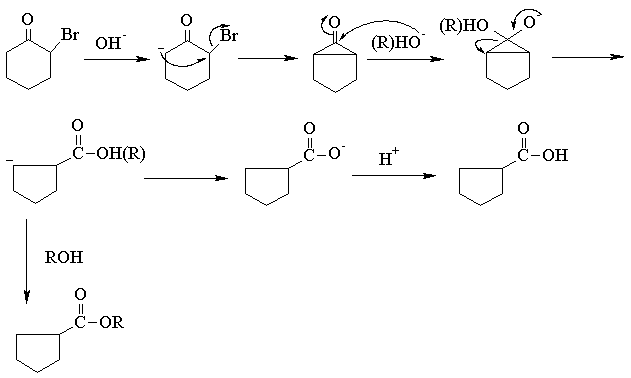 O
Br
OH⁻
O
–
Br
O
(R)HO⁻
(R)HO
O⁻
–
O
C–OH(R)
O
C–O⁻
H⁺
O
C–OH
ROH
O
C–OR